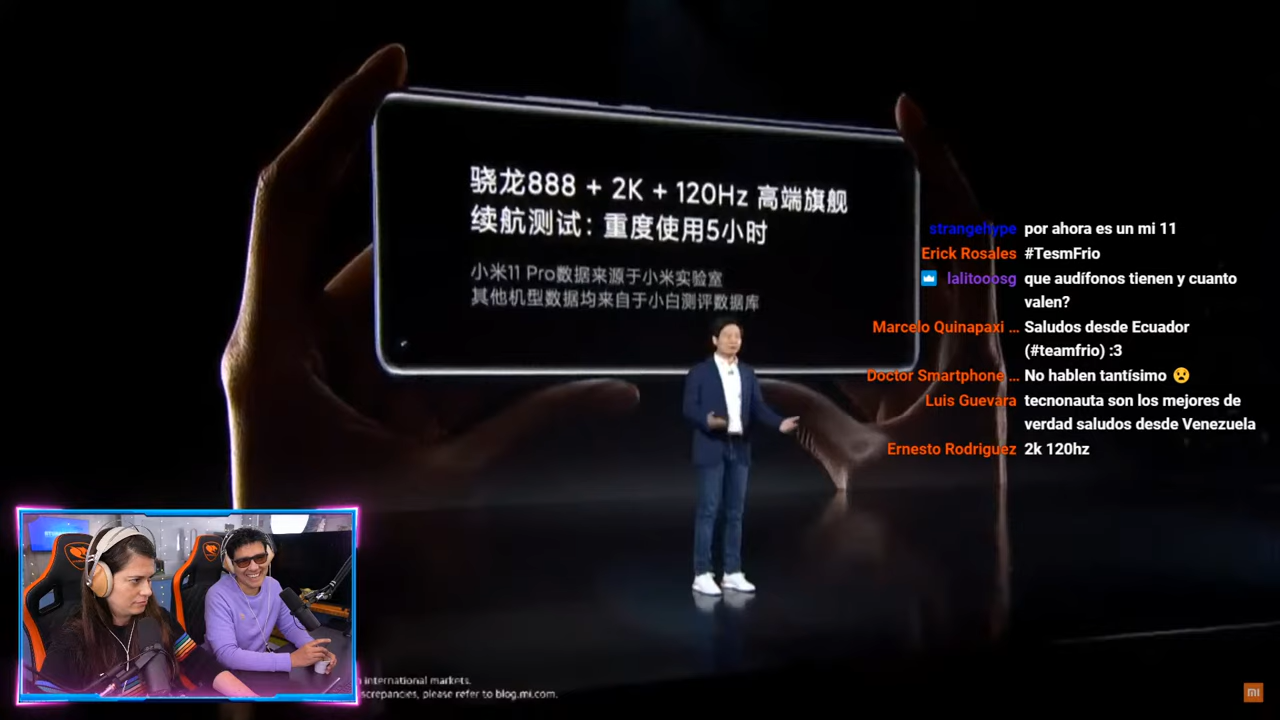 骁龙888 + 2K + 120Hz 高端旗舰
续航测试：重度使用5小时
小米11 Pro数据来源于小米实验室
其他机型数据均来自于小白测评数据库
strangehype por ahora es un mi 11
Erick Rosales #TesmFrio
lalitooosg que audífonos tienen y cuanto
valen?
Marcelo Quinapaxi ... Saludos desde Ecuador
(#teamfrio) :3
Doctor Smartphone ... No hablen tantísimo 😧
Luis Guevara tecnonauta son los mejores de
verdad saludos desde Venezuela
Ernesto Rodriguez 2k 120hz
international markets.
screpancies, please refer to blog.mi.com.
mi